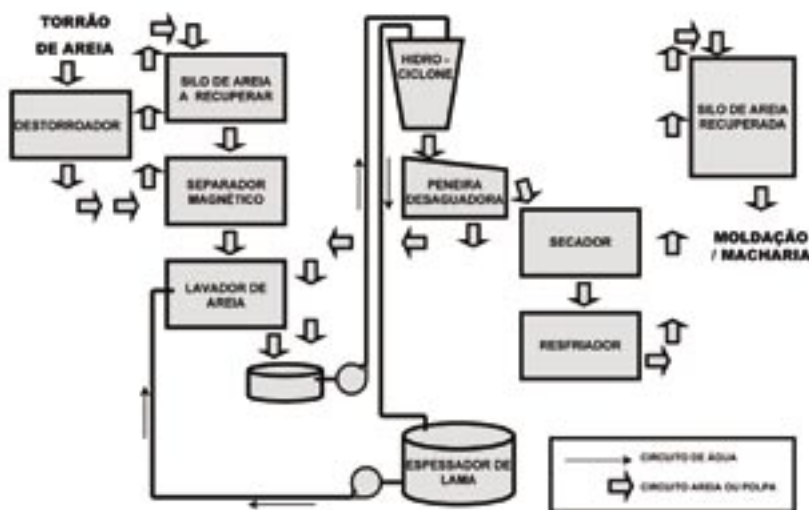 TORRÃO
DE AREIA
DESTORROADOR
SILO DE AREIA
A RECUPERAR
SEPARADOR
MAGNÉTICO
LAVADOR DE
AREIA
HIDRO -
CICLONE
PENEIRA
DESAGUADORA
SECADOR
RESFRIADOR
SILO DE AREIA
RECUPERADA
MOLDAÇÃO
/ MACHARIA
ESPESSADOR DE
LAMA
CIRCUITO DE ÁGUA
CIRCUITO AREIA OU POLPA